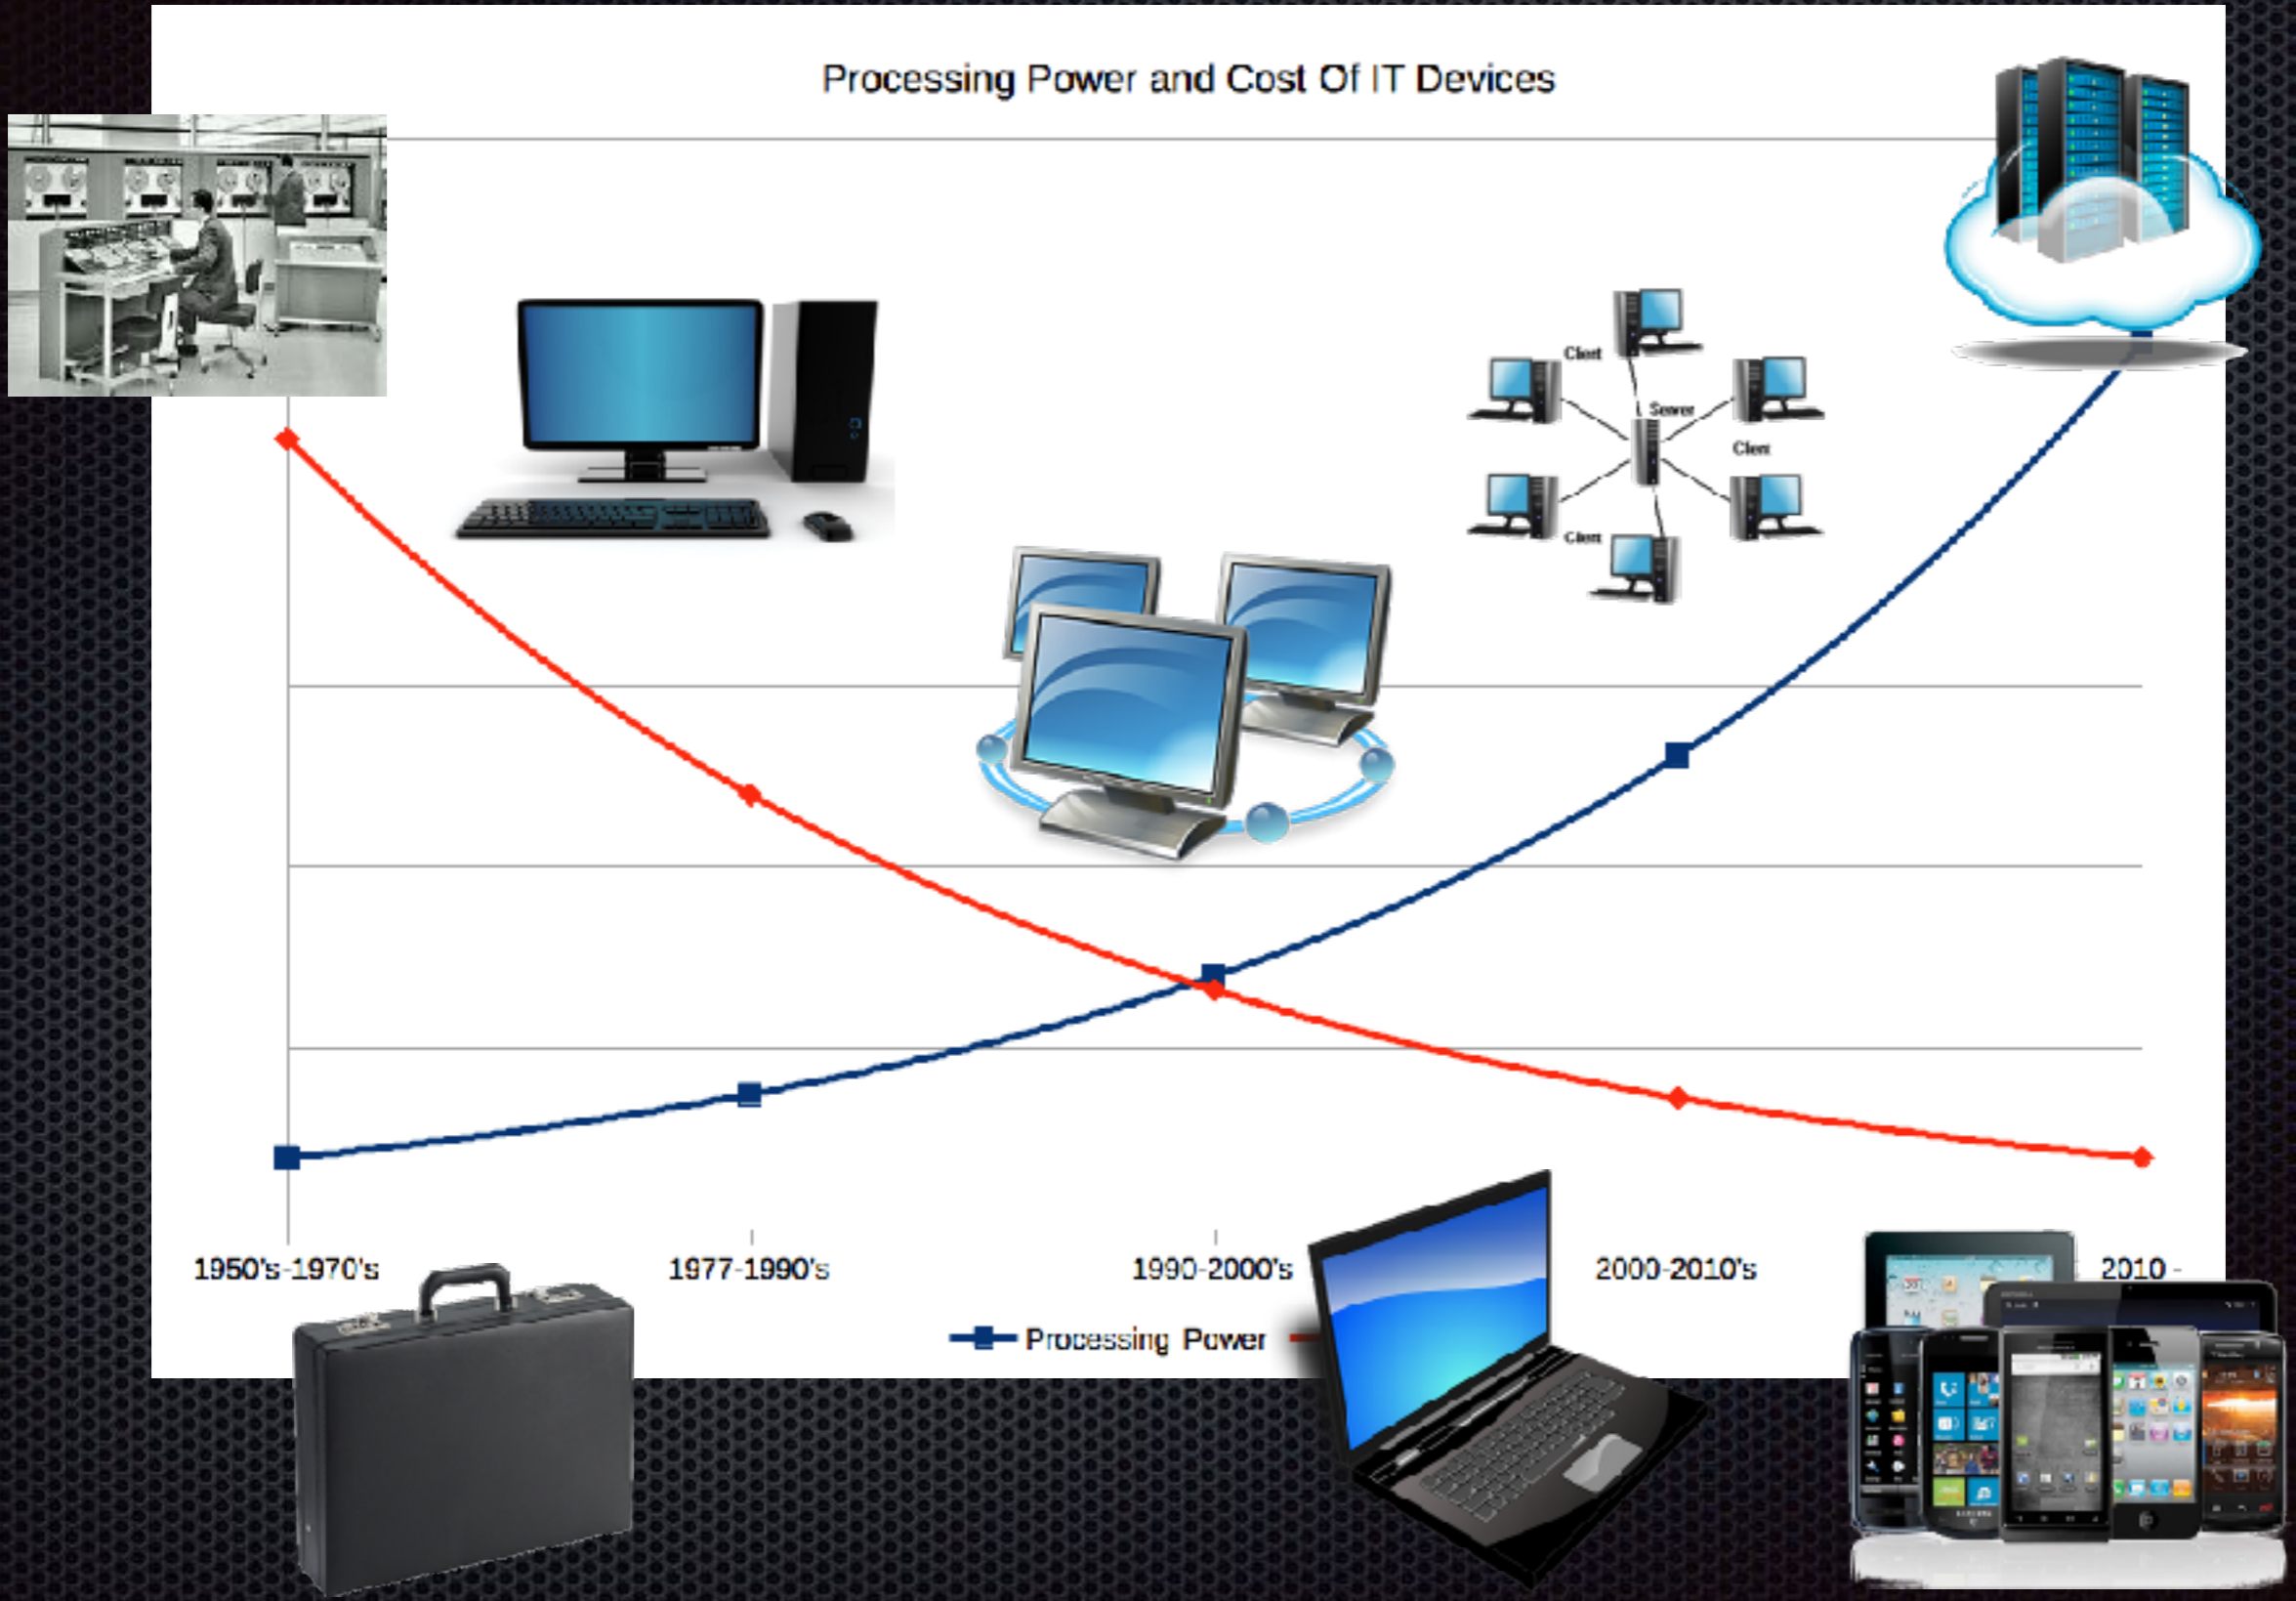 Processing Power and Cost Of IT Devices
Client
Server
Client
Client
1950's-1970's
1977-1990's
1990-2000's
2000-2010's
2010 -
Processing Power